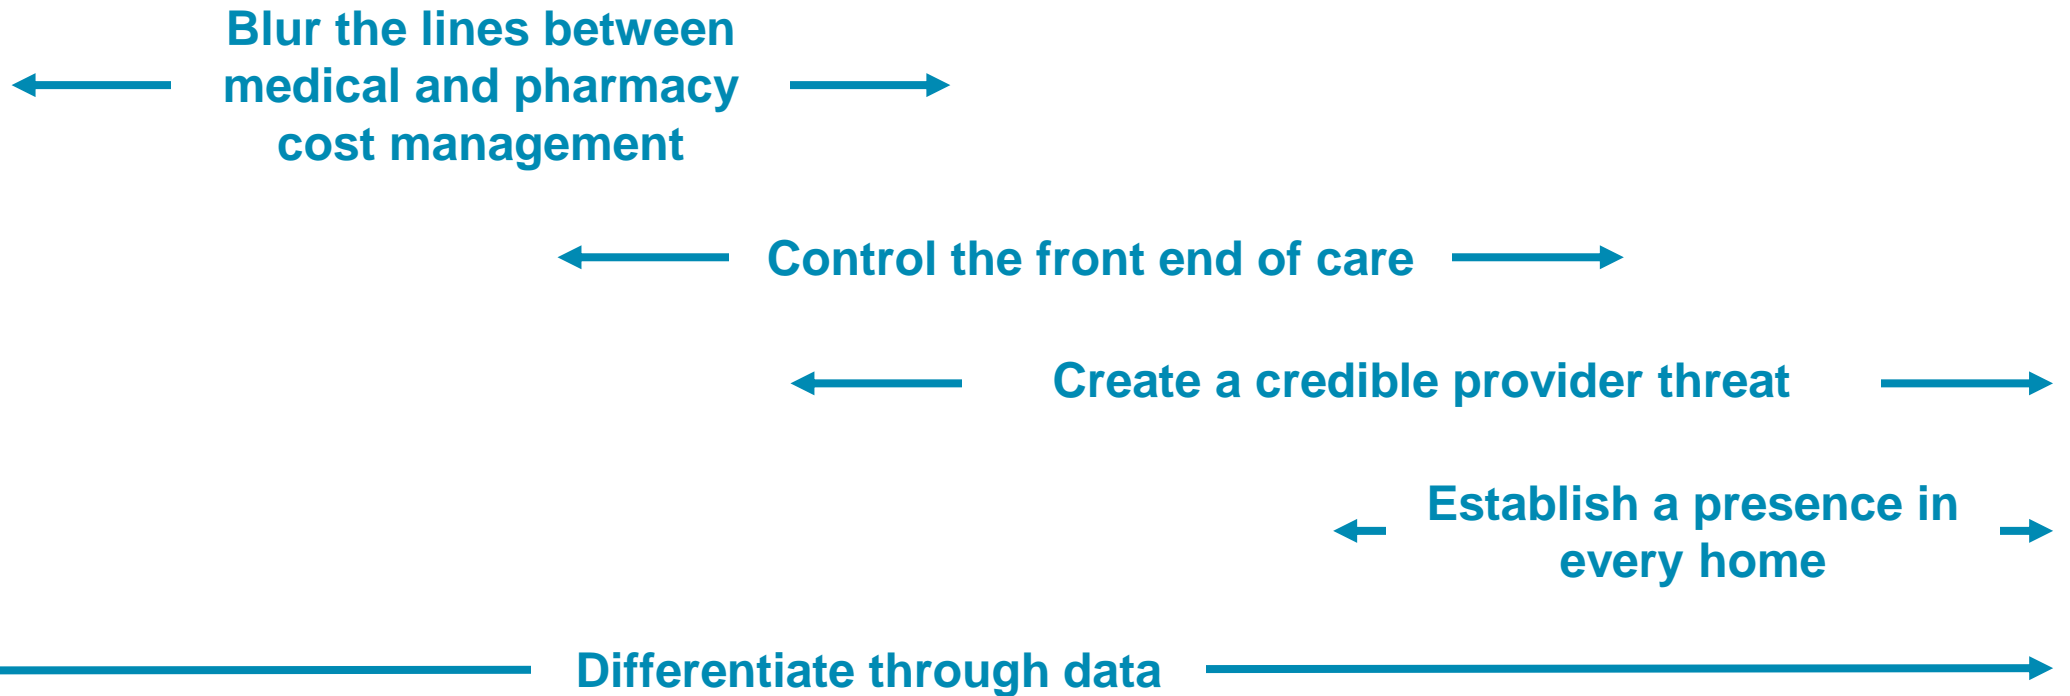 Blur the lines between
medical and pharmacy
cost management
Control the front end of care
Create a credible provider threat
Establish a presence in
every home
Differentiate through data